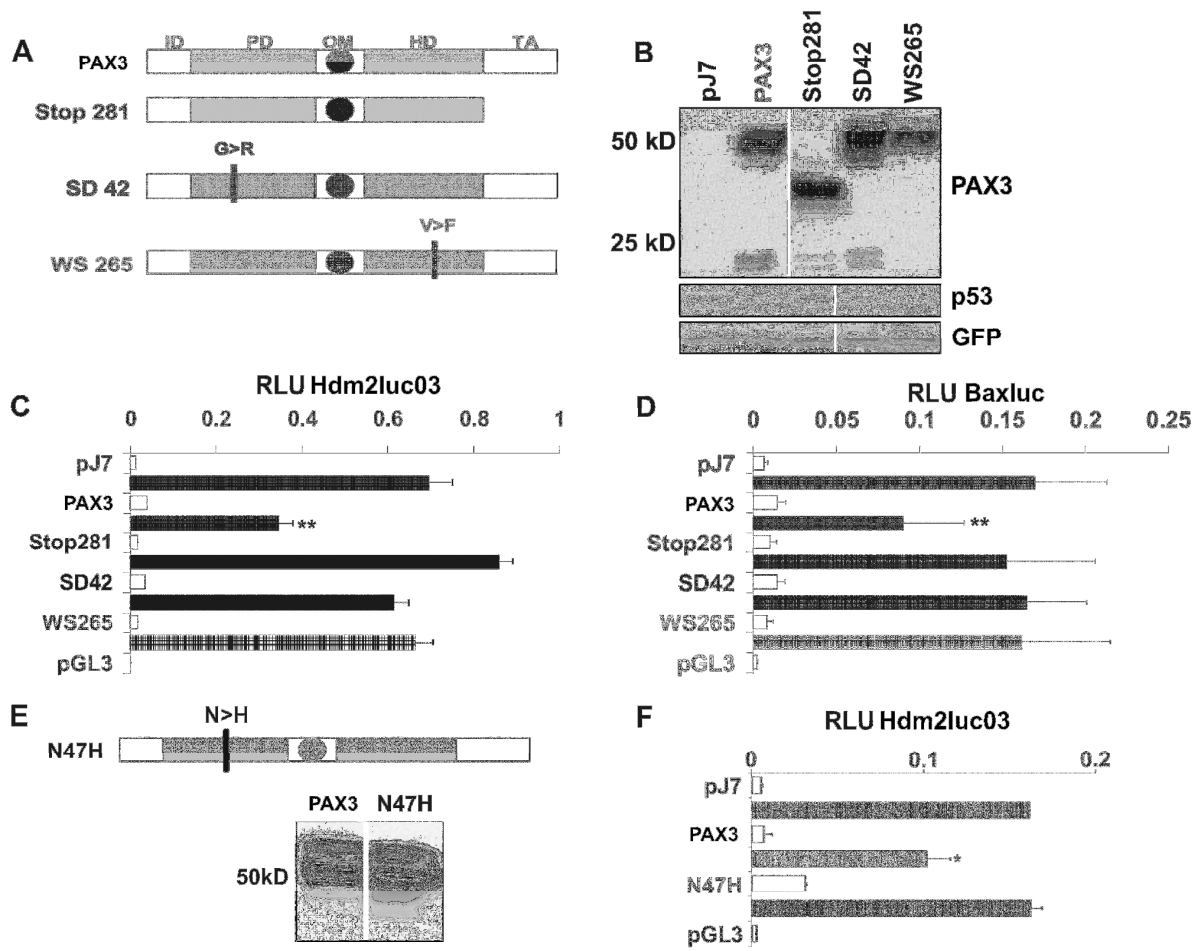 A
ID PD OM HD TA
PAX3
Stop 281
G>R
SD 42
V>F
WS 265
B
pJ7 PAX3 Stop281 SD42 WS265
50 kD
25 kD
PAX3
p53
GFP
C
RLU Hdm2luc03
0 0.2 0.4 0.6 0.8 1
pJ7
PAX3
**
Stop281
SD42
WS265
pGL3
D
RLU Baxluc
0 0.05 0.1 0.15 0.2 0.25
pJ7
PAX3
**
Stop281
SD42
WS265
pGL3
E
N>H
N47H
PAX3 N47H
50kD
F
RLU Hdm2luc03
0 0.1 0.2
pJ7
PAX3
*
N47H
pGL3